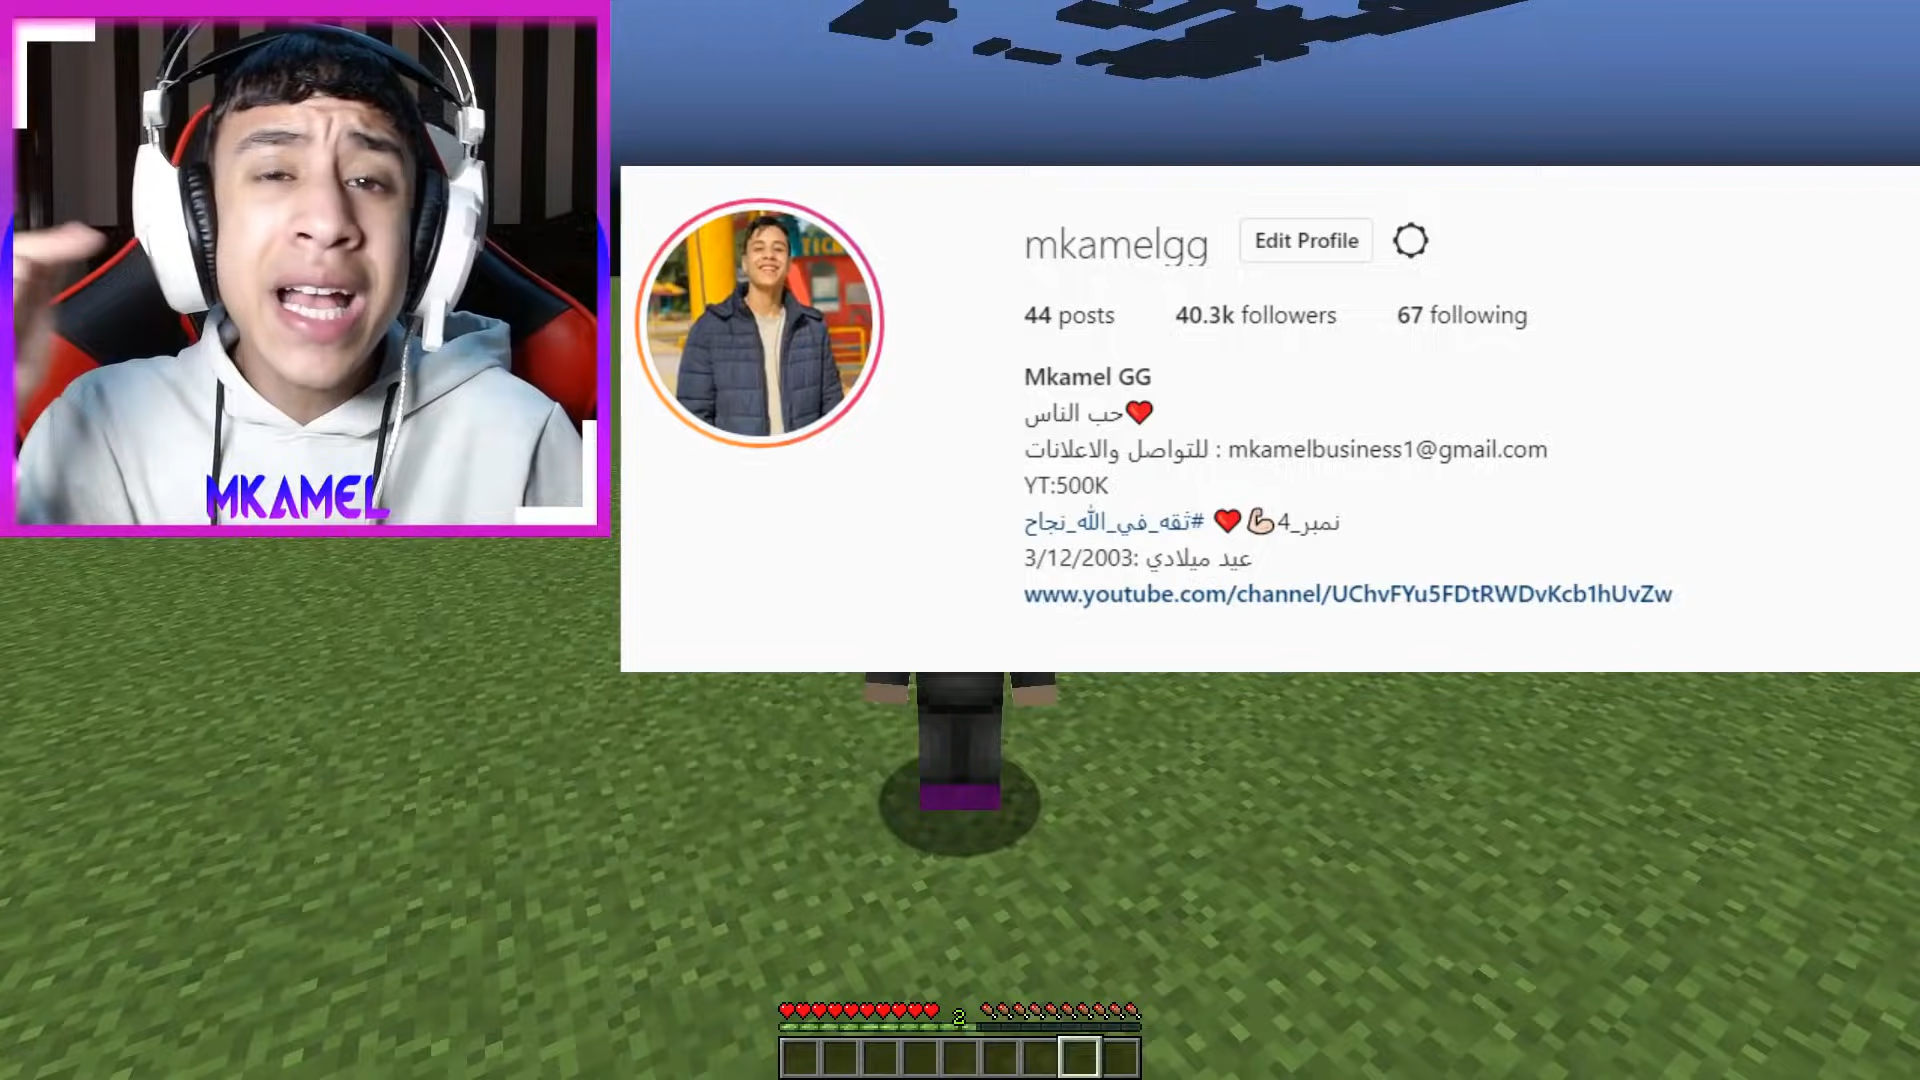 MKAMEL
mkamelgg
Edit Profile
44 posts 40.3k followers 67 following
Mkamel GG
حب الناس❤️
للتواصل والاعلانات : mkamelbusiness1@gmail.com
YT:500K
#ثقه_في_الله_نجاح ❤️💪🏻نمبر_4
3/12/2003: عيد ميلادي
www.youtube.com/channel/UChvFYu5FDtRWDvKcb1hUvZw
2